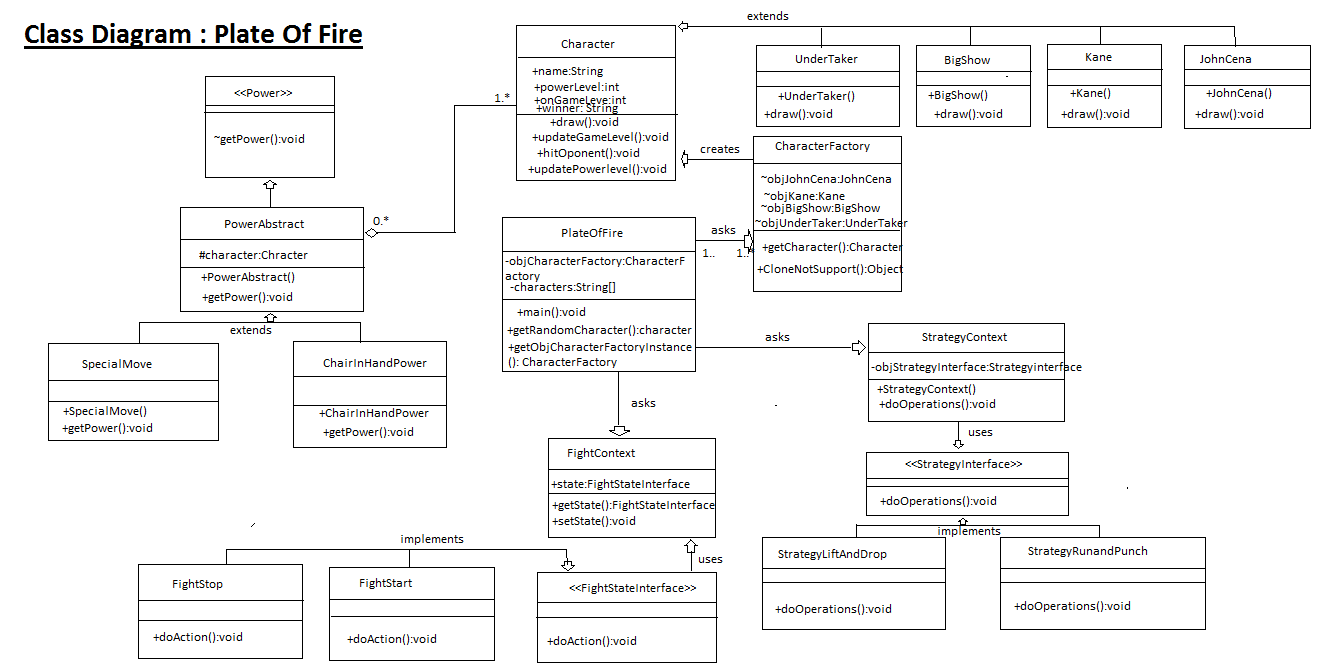 Class Diagram : Plate Of Fire
<<Power>>
~getPower():void
PowerAbstract
#character:Chracter
+PowerAbstract()
+getPower():void
extends
SpecialMove
+SpecialMove()
+getPower():void
ChairInHandPower
+ChairInHandPower
+getPower():void
0.*
1.*
Character
+name:String
+powerLevel:int
+onGameLeve:int
+winner: String
+draw():void
+updateGameLevel():void
+hitOponent():void
+updatePowerlevel():void
extends
UnderTaker
+UnderTaker()
+draw():void
BigShow
+BigShow()
+draw():void
Kane
+Kane()
+draw():void
JohnCena
+JohnCena()
+draw():void
creates
CharacterFactory
~objJohnCena:JohnCena
~objKane:Kane
~objBigShow:BigShow
~objUnderTaker:UnderTaker
+getCharacter():Character
+CloneNotSupport():Object
asks
1..
1..
PlateOfFire
-objCharacterFactory:CharacterF
actory
-characters:String[]
+main():void
+getRandomCharacter():character
+getObjCharacterFactoryInstance
(): CharacterFactory
asks
StrategyContext
-objStrategyInterface:Strategyinterface
+StrategyContext()
+doOperations():void
uses
<<StrategyInterface>>
+doOperations():void
implements
StrategyLiftAndDrop
+doOperations():void
StrategyRunandPunch
+doOperations():void
asks
FightContext
+state:FightStateInterface
+getState():FightStateInterface
+setState():void
uses
implements
FightStop
+doAction():void
FightStart
+doAction():void
<<FightStateInterface>>
+doAction():void